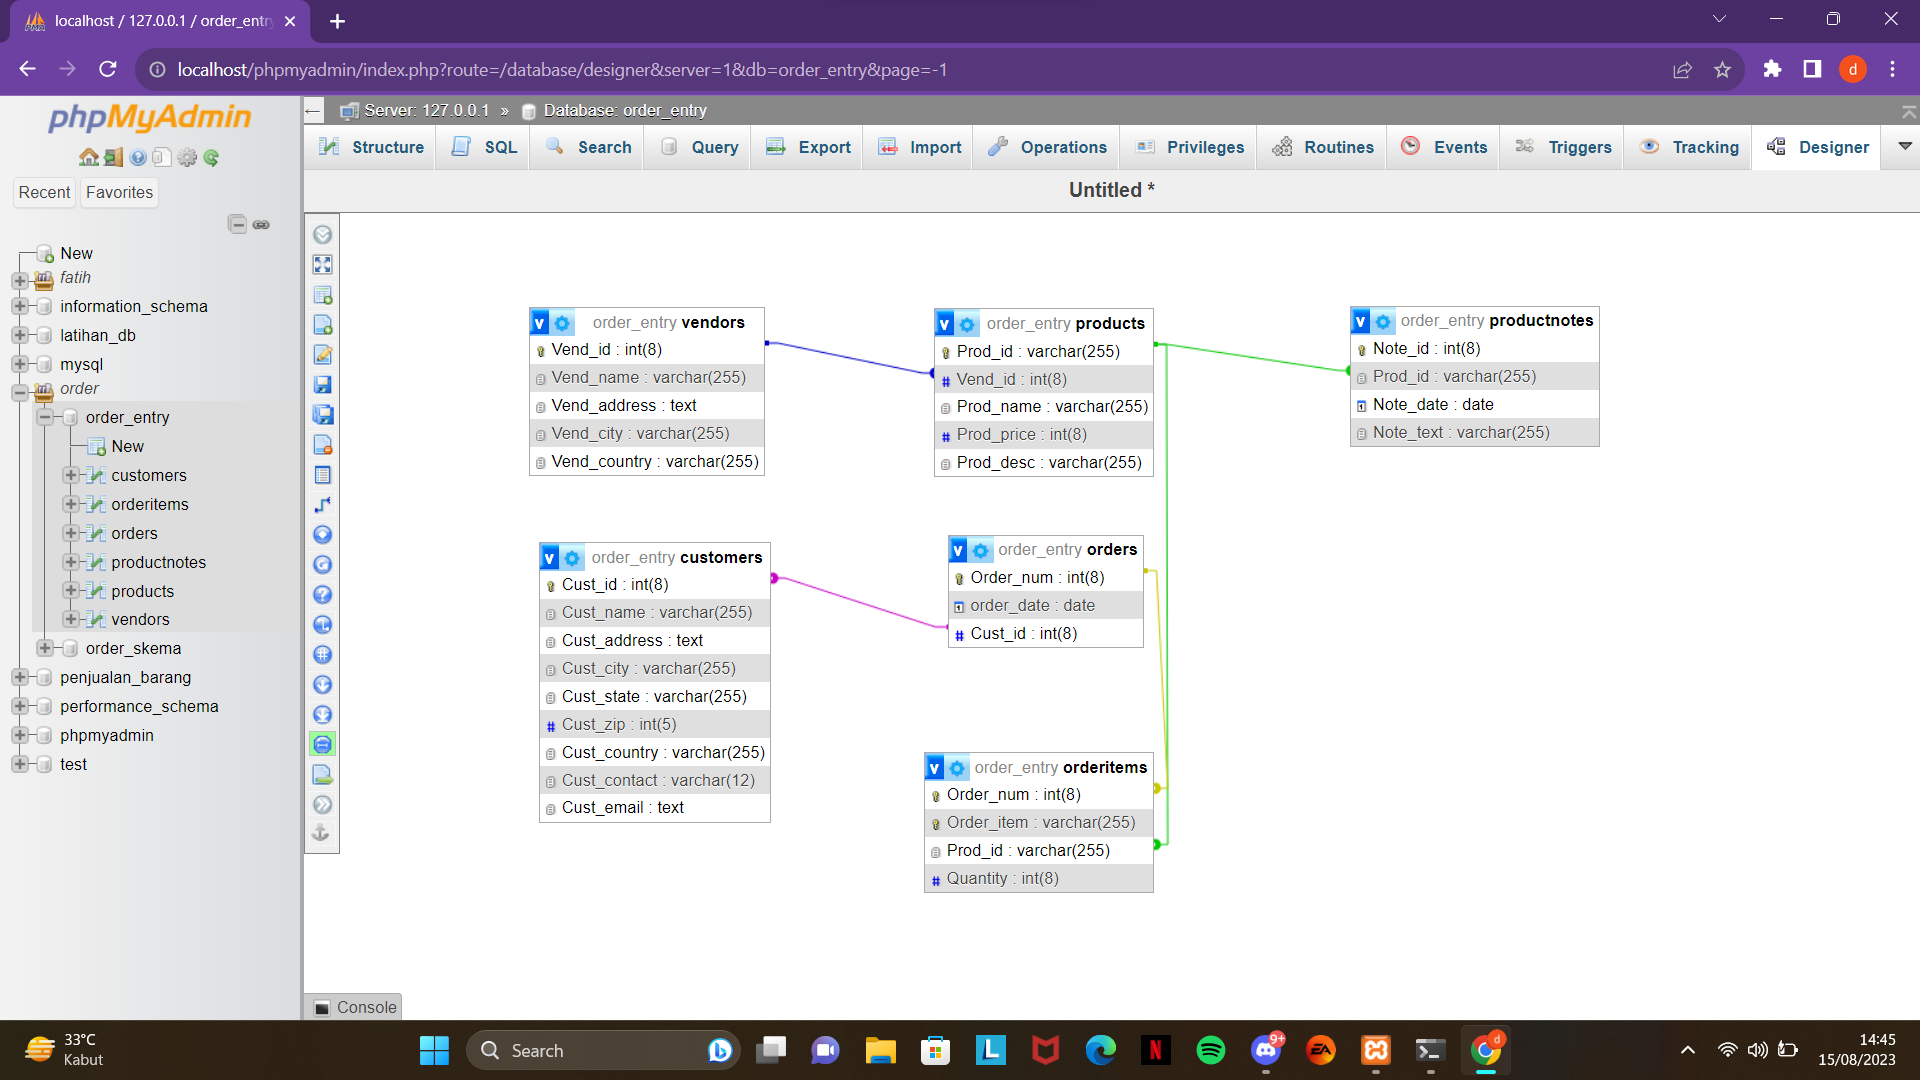 localhost / 127.0.0.1 / order_entry
localhost/phpmyadmin/index.php?route=/database/designer&server=1&db=order_entry&page=-1
d
phpMyAdmin
Recent
Favorites
New
fatih
information_schema
latihan_db
mysql
order
order_entry
New
customers
orderitems
orders
productnotes
products
vendors
order_skema
penjualan_barang
performance_schema
phpmyadmin
test
Server: 127.0.0.1 » Database: order_entry
Structure
SQL
Search
Query
Export
Import
Operations
Privileges
Routines
Events
Triggers
Tracking
Designer
Untitled *
v order_entry vendors
Vend_id : int(8)
Vend_name : varchar(255)
Vend_address : text
Vend_city : varchar(255)
Vend_country : varchar(255)
v order_entry products
Prod_id : varchar(255)
# Vend_id : int(8)
Prod_name : varchar(255)
# Prod_price : int(8)
Prod_desc : varchar(255)
v order_entry productnotes
Note_id : int(8)
Prod_id : varchar(255)
Note_date : date
Note_text : varchar(255)
v order_entry customers
Cust_id : int(8)
Cust_name : varchar(255)
Cust_address : text
Cust_city : varchar(255)
Cust_state : varchar(255)
# Cust_zip : int(5)
Cust_country : varchar(255)
Cust_contact : varchar(12)
Cust_email : text
v order_entry orders
Order_num : int(8)
order_date : date
# Cust_id : int(8)
v order_entry orderitems
Order_num : int(8)
Order_item : varchar(255)
Prod_id : varchar(255)
# Quantity : int(8)
Console
33°C
Kabut
Search
L
N
9+
EA
d
14:45
15/08/2023